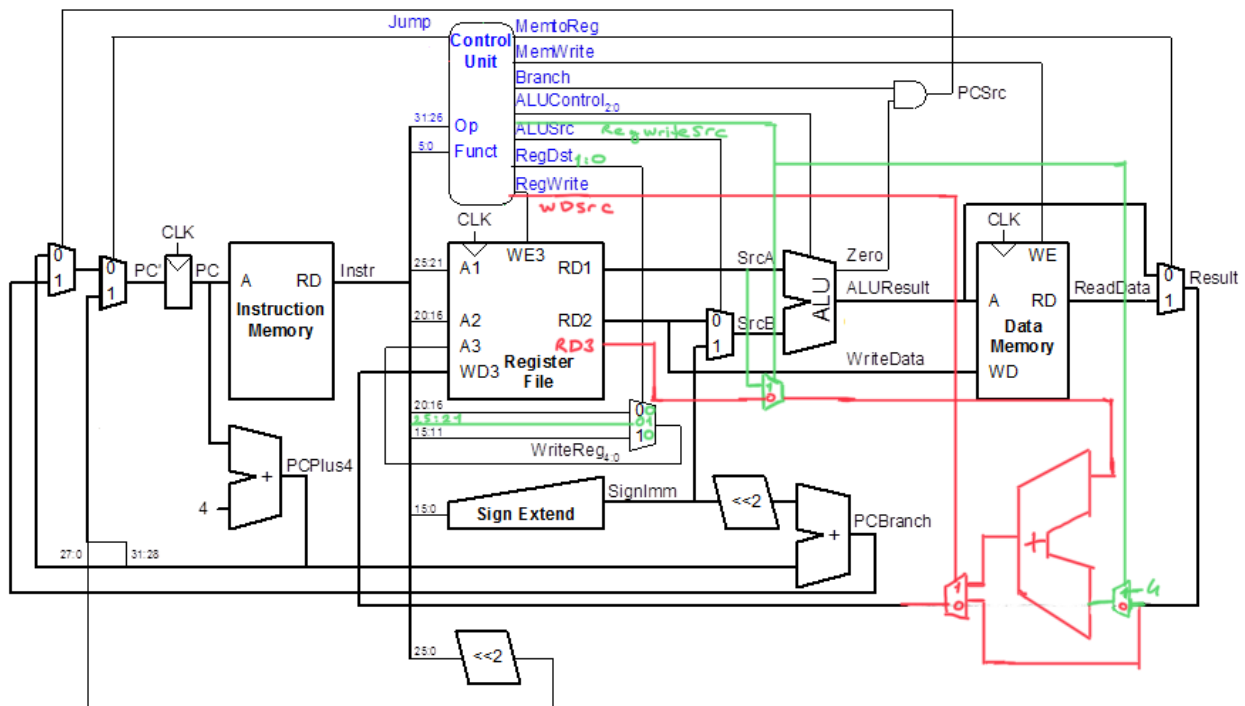 Jump
MemtoReg
Control
Unit
MemWrite
Branch
PCSrc
ALUControl2:0
31:26
Op
ALUSrc
RegWriteSrc
5:0
Funct
RegDst1:0
RegWrite
WDSrc
CLK
CLK
CLK
WE3
WE
0
1
0
1
PC'
PC
A
RD
Instr
Instruction
Memory
25:21
A1
RD1
SrcA
Zero
ALU
ALUResult
A
RD
ReadData
0
1
Result
20:16
A2
RD2
0
1
SrcB
Data
Memory
A3
RD3
WD3
Register
File
WriteData
WD
1
0
20:16
00
25:21
01
15:11
10
WriteReg4:0
PCPlus4
+
4
SignImm
<<2
15:0
Sign Extend
PCBranch
+
+
27:0
31:28
1
0
1
0
4
25:0
<<2